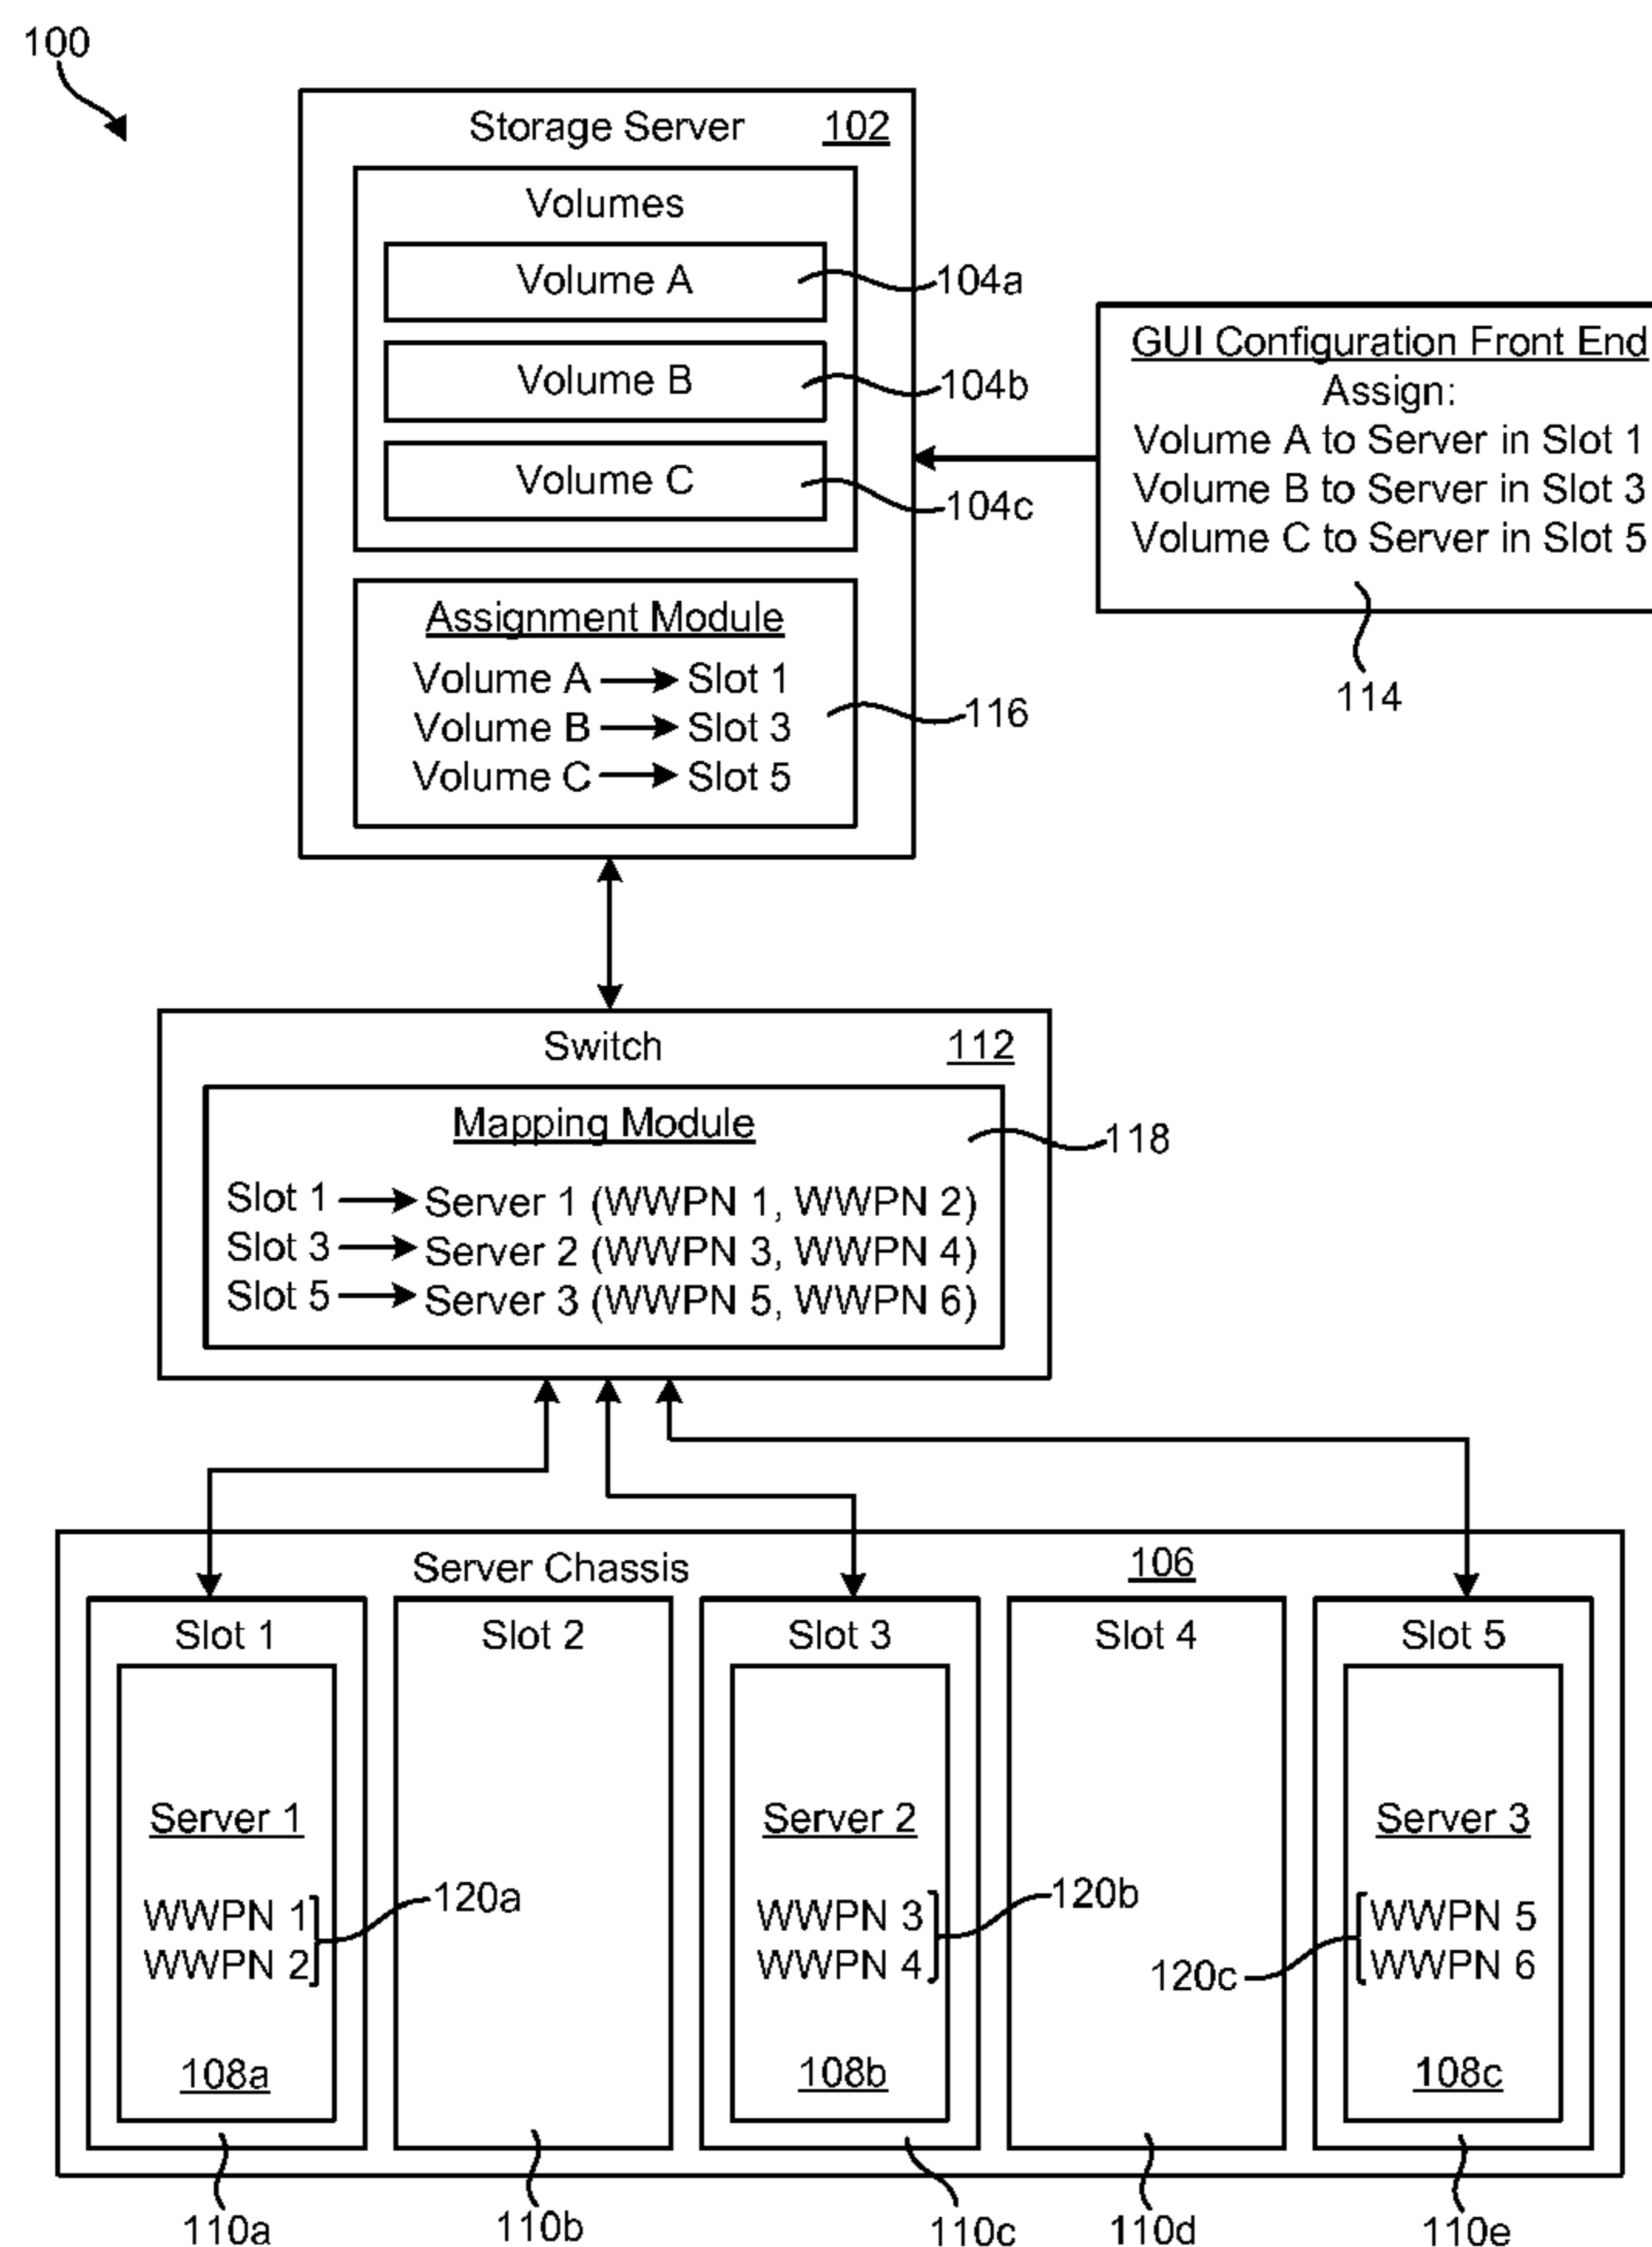 100
Storage Server 102
Volumes
Volume A
104a
Volume B
104b
Volume C
104c
GUI Configuration Front End
Assign:
Volume A to Server in Slot 1
Volume B to Server in Slot 3
Volume C to Server in Slot 5
114
Assignment Module
Volume A Slot 1
Volume B Slot 3
Volume C Slot 5
116
Switch 112
Mapping Module
118
Slot 1 Server 1 (WWPN 1, WWPN 2)
Slot 3 Server 2 (WWPN 3, WWPN 4)
Slot 5 Server 3 (WWPN 5, WWPN 6)
Server Chassis 106
Slot 1
Server 1
WWPN 1
WWPN 2
120a
108a
110a
Slot 2
110b
Slot 3
Server 2
WWPN 3
WWPN 4
120b
108b
110c
Slot 4
110d
Slot 5
Server 3
WWPN 5
WWPN 6
120c
108c
110e